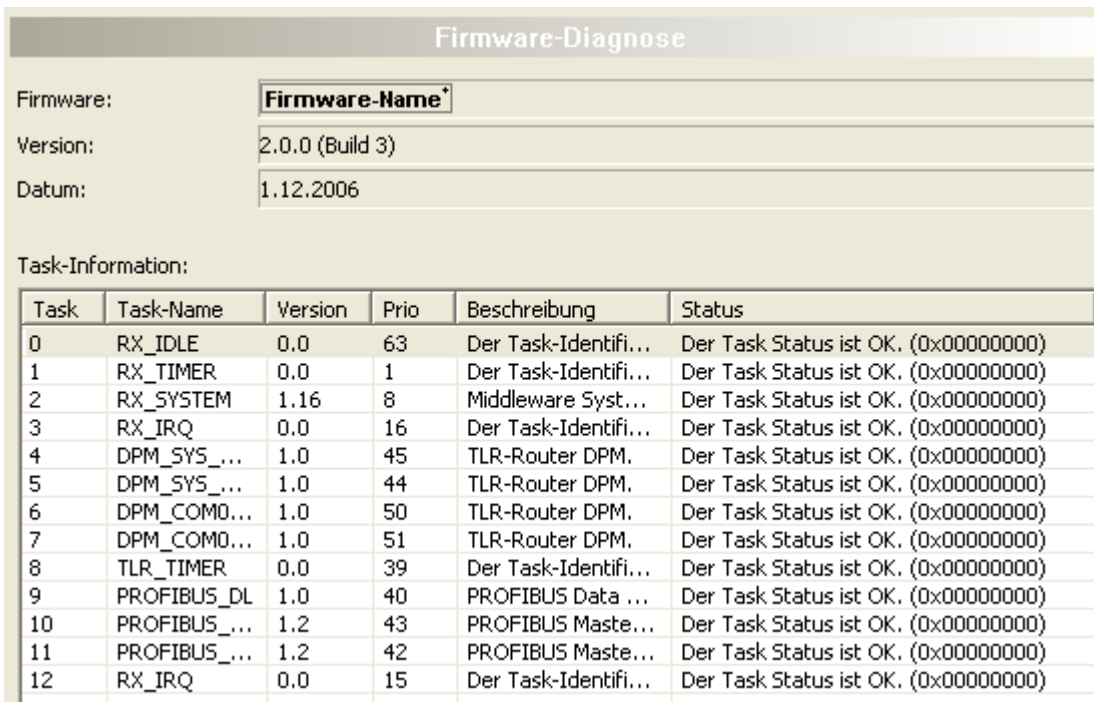 Firmware-Diagnose
Firmware: Firmware-Name*
Version: 2.0.0 (Build 3)
Datum: 1.12.2006
Task-Information:
Task Task-Name Version Prio Beschreibung Status
0 RX_IDLE 0.0 63 Der Task-Identifi... Der Task Status ist OK. (0x00000000)
1 RX_TIMER 0.0 1 Der Task-Identifi... Der Task Status ist OK. (0x00000000)
2 RX_SYSTEM 1.16 8 Middleware Syst... Der Task Status ist OK. (0x00000000)
3 RX_IRQ 0.0 16 Der Task-Identifi... Der Task Status ist OK. (0x00000000)
4 DPM_SYS_... 1.0 45 TLR-Router DPM. Der Task Status ist OK. (0x00000000)
5 DPM_SYS_... 1.0 44 TLR-Router DPM. Der Task Status ist OK. (0x00000000)
6 DPM_COM0... 1.0 50 TLR-Router DPM. Der Task Status ist OK. (0x00000000)
7 DPM_COM0... 1.0 51 TLR-Router DPM. Der Task Status ist OK. (0x00000000)
8 TLR_TIMER 0.0 39 Der Task-Identifi... Der Task Status ist OK. (0x00000000)
9 PROFIBUS_DL 1.0 40 PROFIBUS Data ... Der Task Status ist OK. (0x00000000)
10 PROFIBUS_... 1.2 43 PROFIBUS Maste... Der Task Status ist OK. (0x00000000)
11 PROFIBUS_... 1.2 42 PROFIBUS Maste... Der Task Status ist OK. (0x00000000)
12 RX_IRQ 0.0 15 Der Task-Identifi... Der Task Status ist OK. (0x00000000)